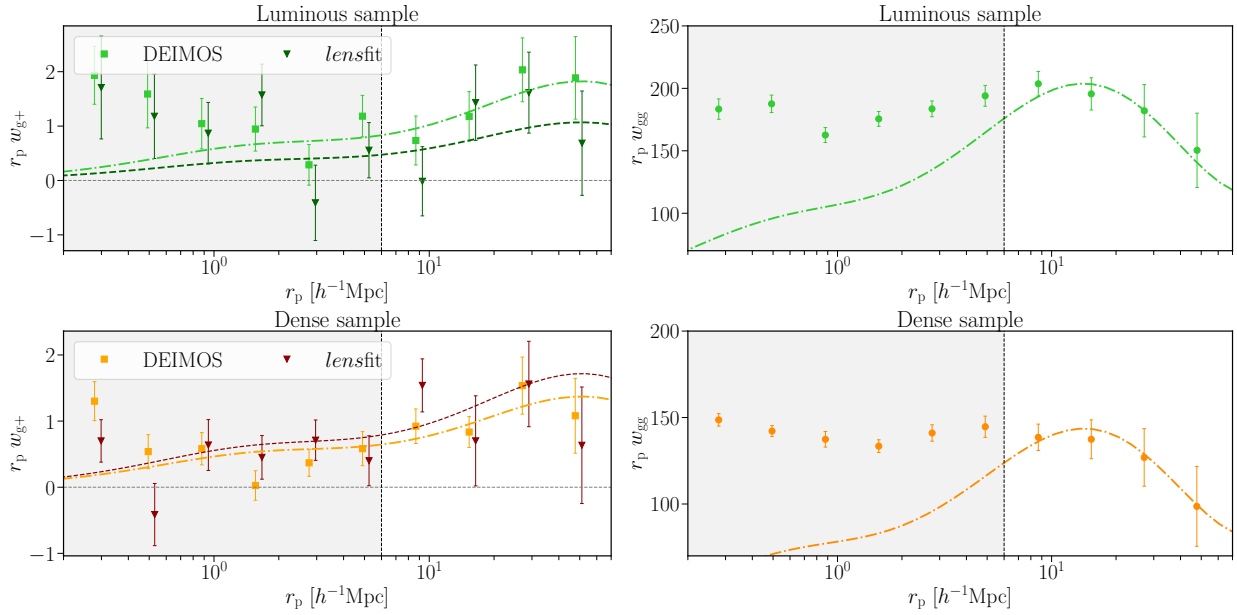 Luminous sample
DEIMOS lensfit
2
1
0
−1
r_p w_g+
10^0 10^1
r_p [h^−1Mpc]
Luminous sample
250
200
150
100
r_p w_gg
10^0 10^1
r_p [h^−1Mpc]
Dense sample
DEIMOS lensfit
2
1
0
−1
r_p w_g+
10^0 10^1
r_p [h^−1Mpc]
Dense sample
200
150
100
r_p w_gg
10^0 10^1
r_p [h^−1Mpc]